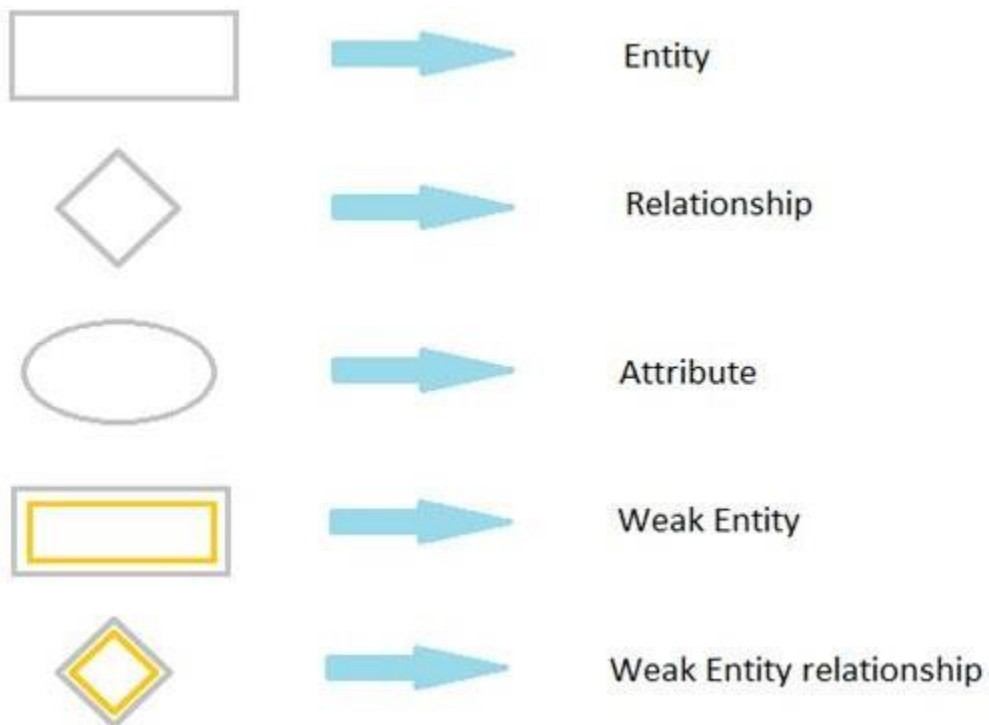 Entity
Relationship
Attribute
Weak Entity
Weak Entity relationship